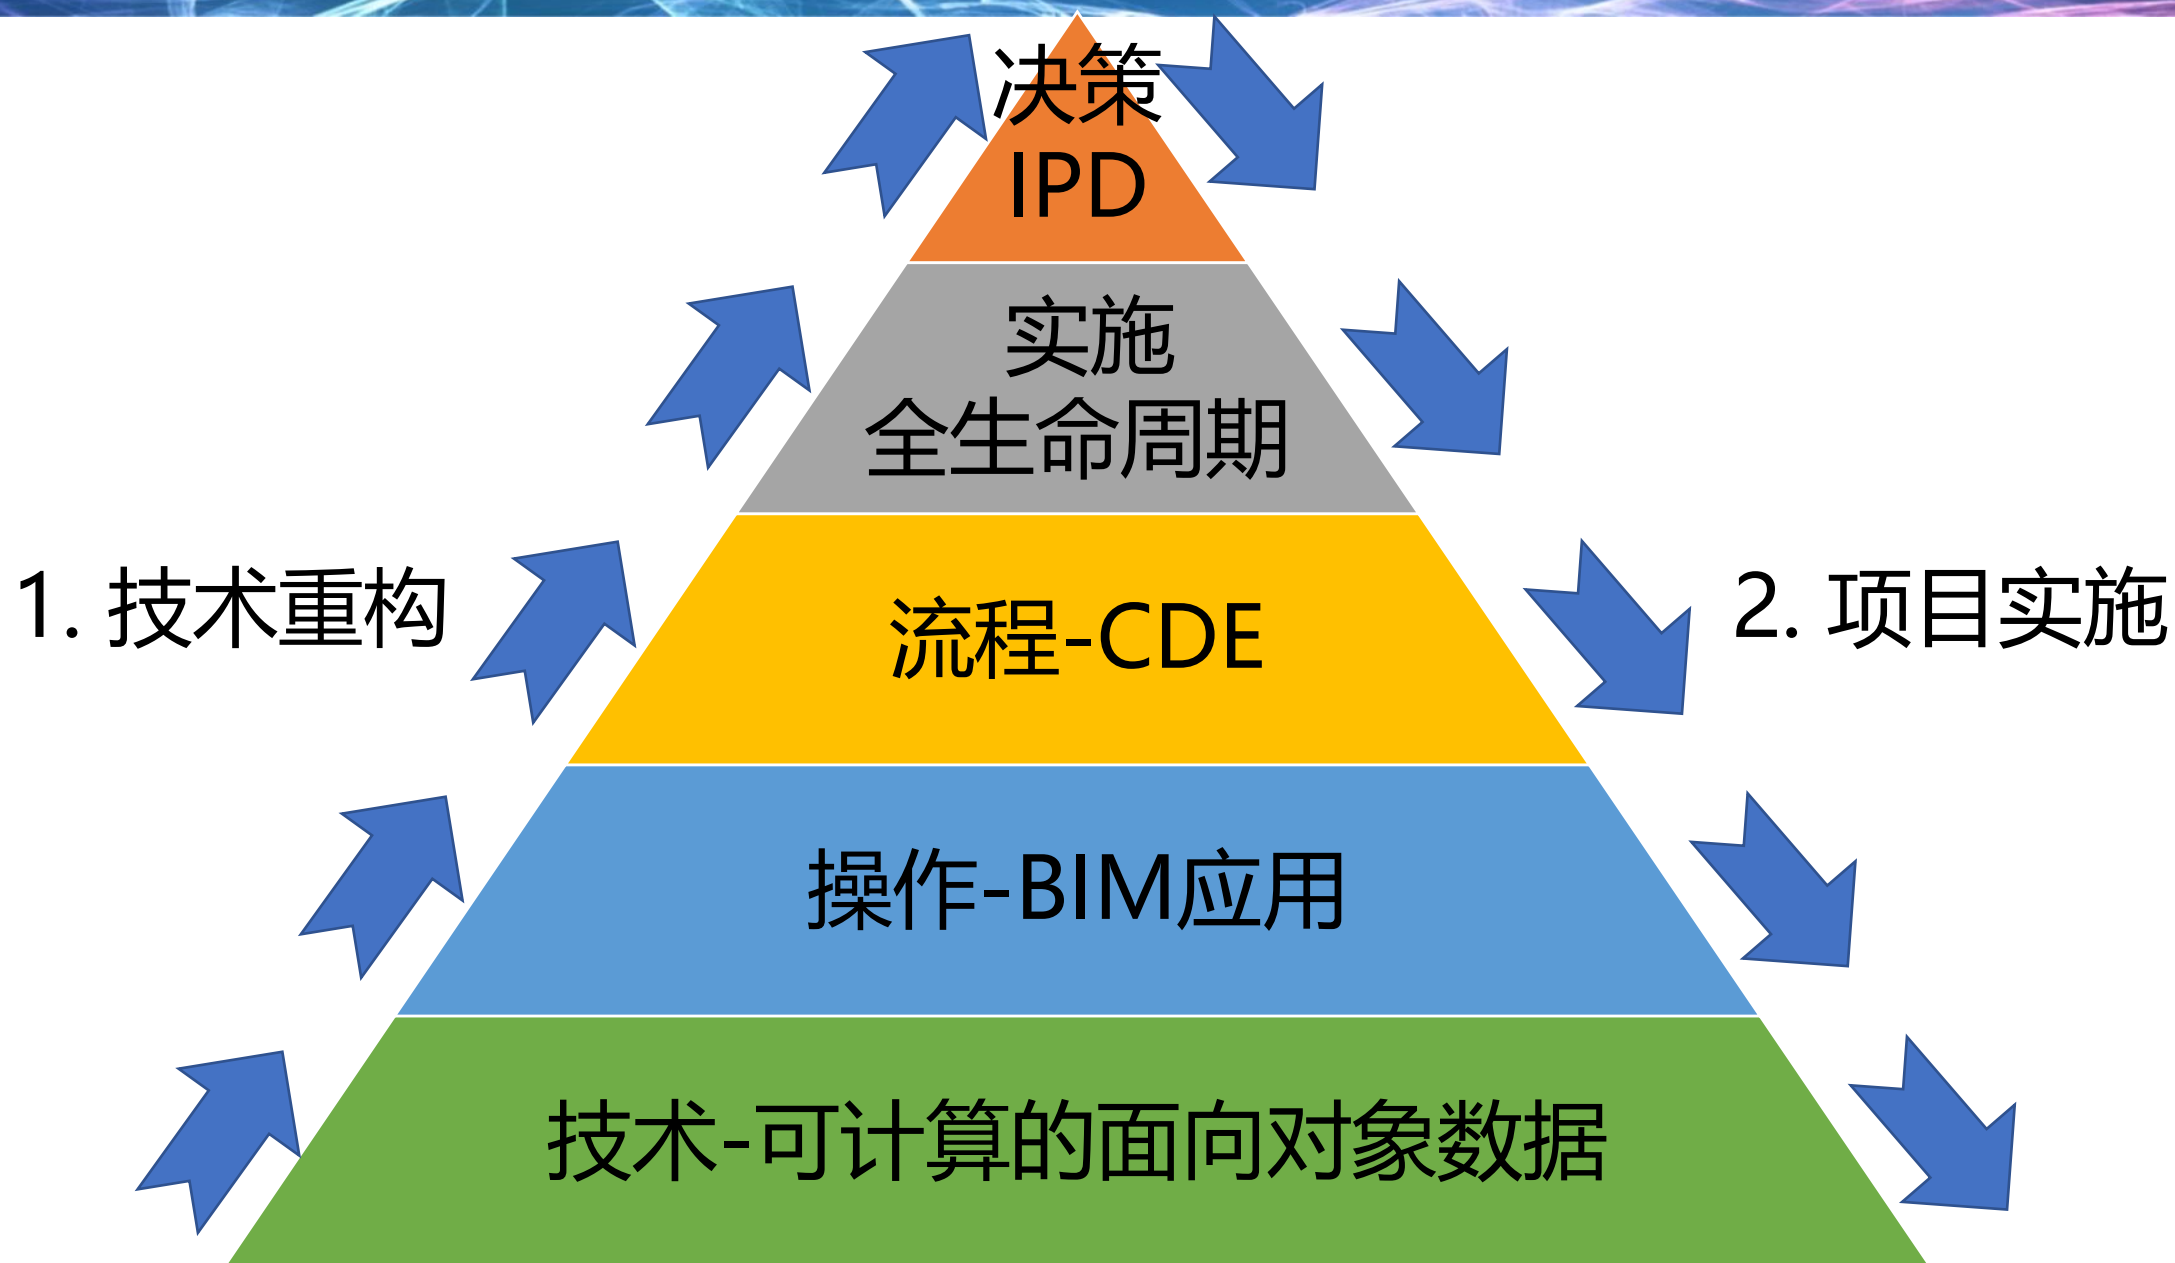 决策
IPD
实施
全生命周期
1. 技术重构
流程-CDE
2. 项目实施
操作-BIM应用
技术-可计算的面向对象数据